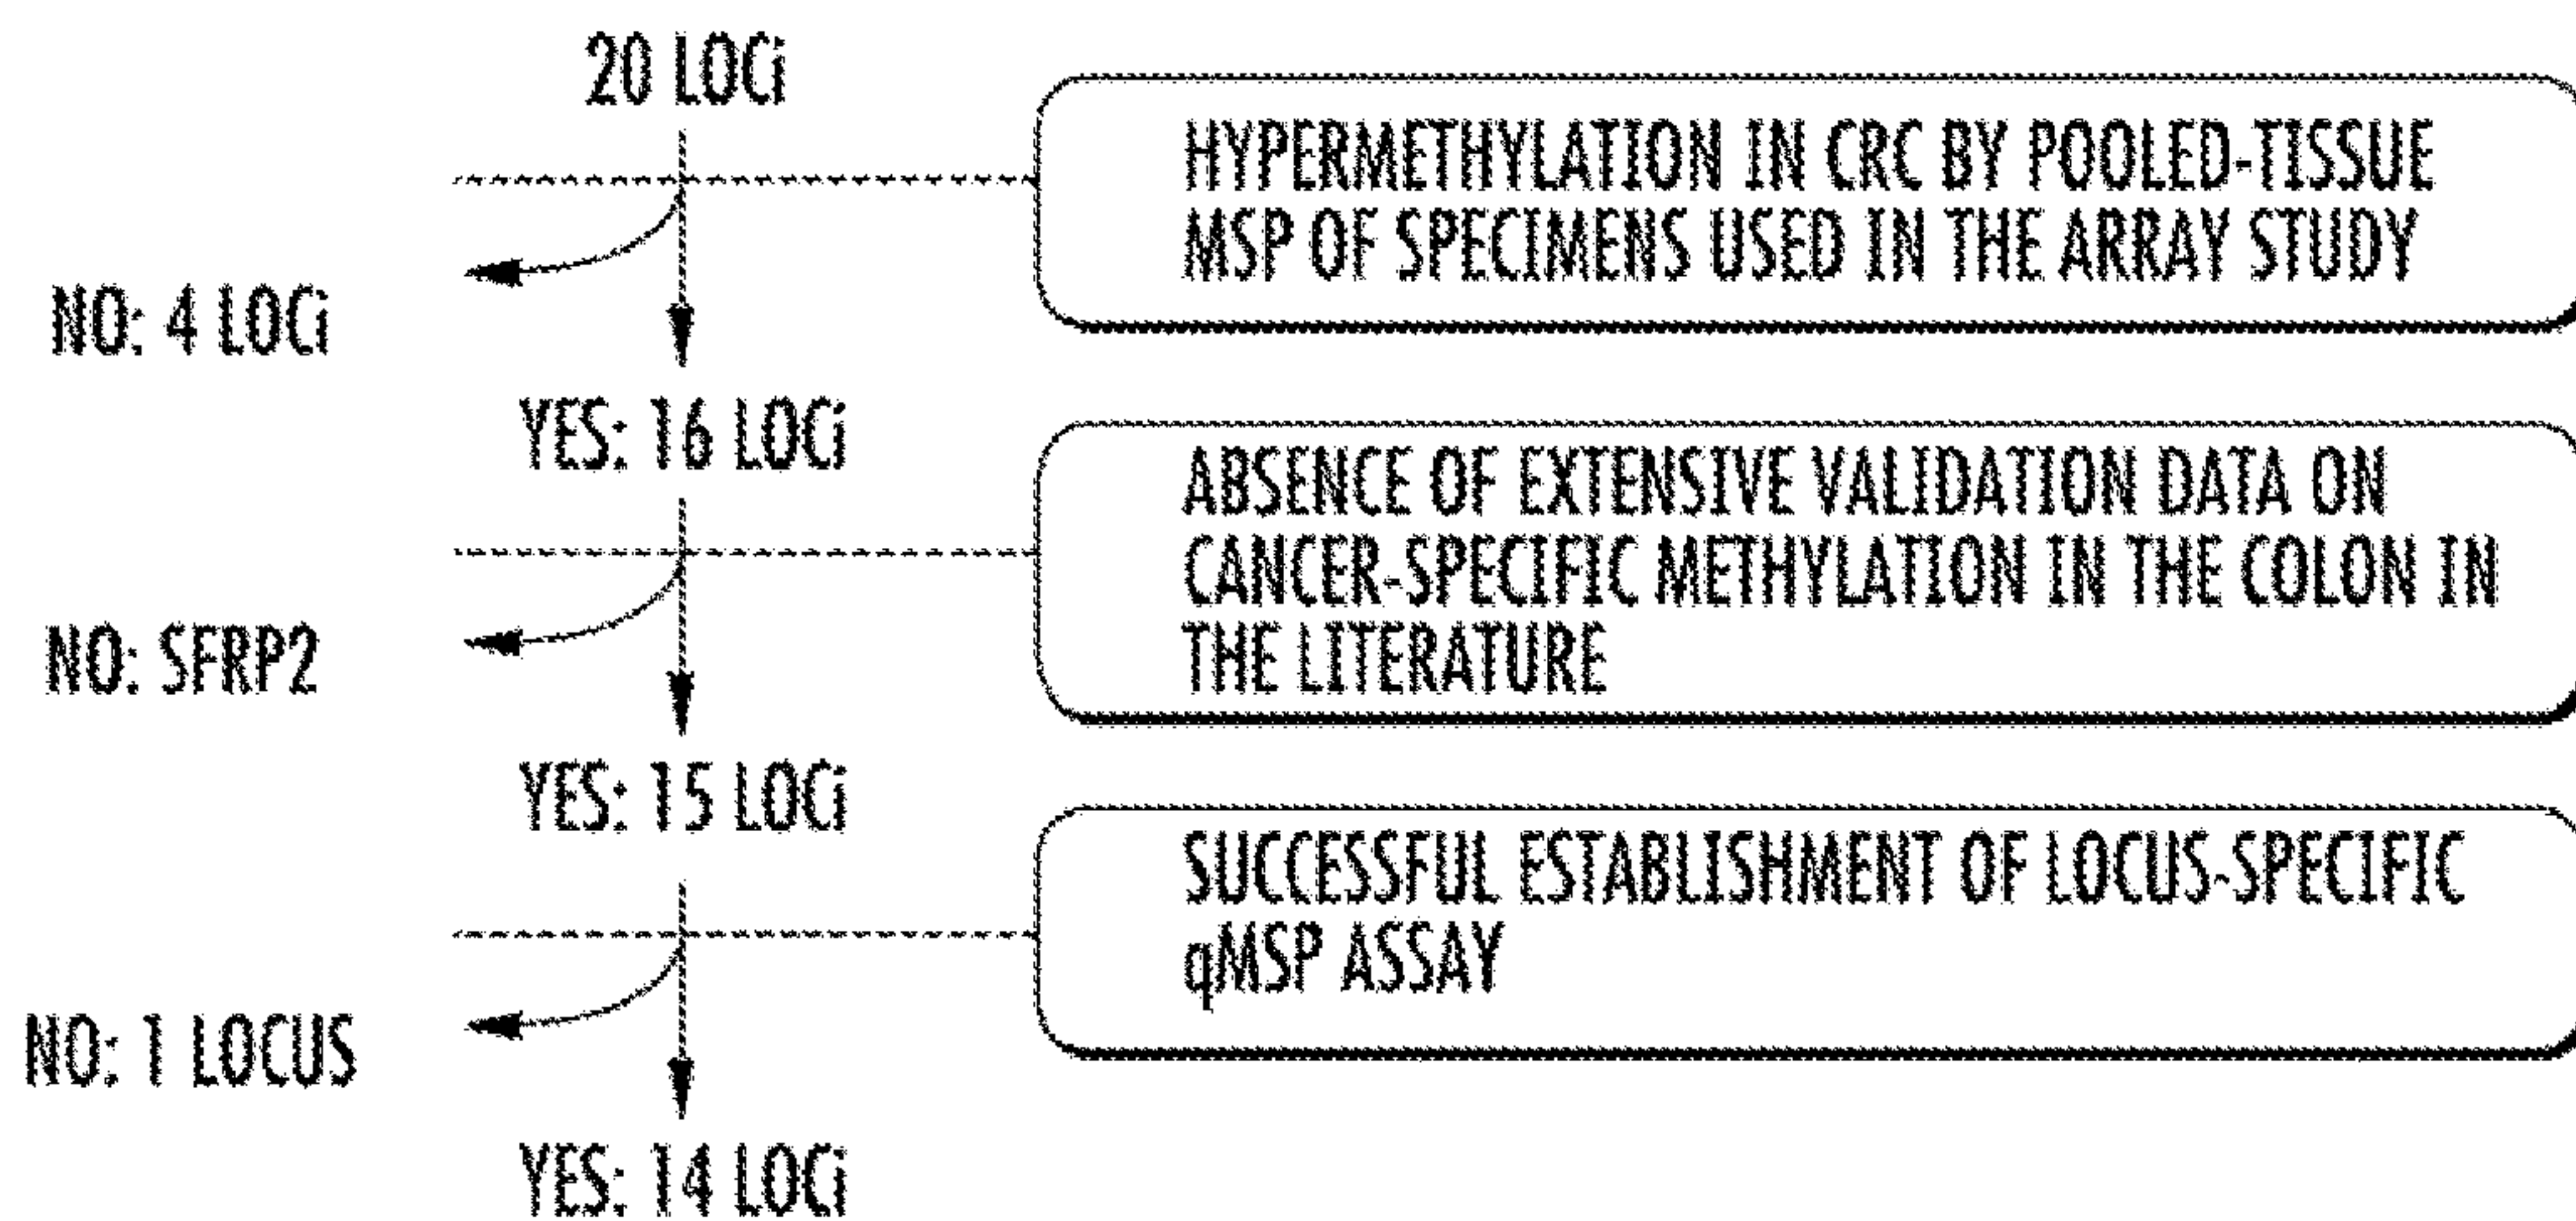 20 LOCi
HYPERMETHYLATION IN CRC BY POOLED-TISSUE
MSP OF SPECIMENS USED IN THE ARRAY STUDY
NO: 4 LOCi
YES: 16 LOCi
ABSENCE OF EXTENSIVE VALIDATION DATA ON
CANCER-SPECIFIC METHYLATION IN THE COLON IN
THE LITERATURE
NO: SFRP2
YES: 15 LOCi
SUCCESSFUL ESTABLISHMENT OF LOCUS-SPECIFIC
qMSP ASSAY
NO: 1 LOCUS
YES: 14 LOCi